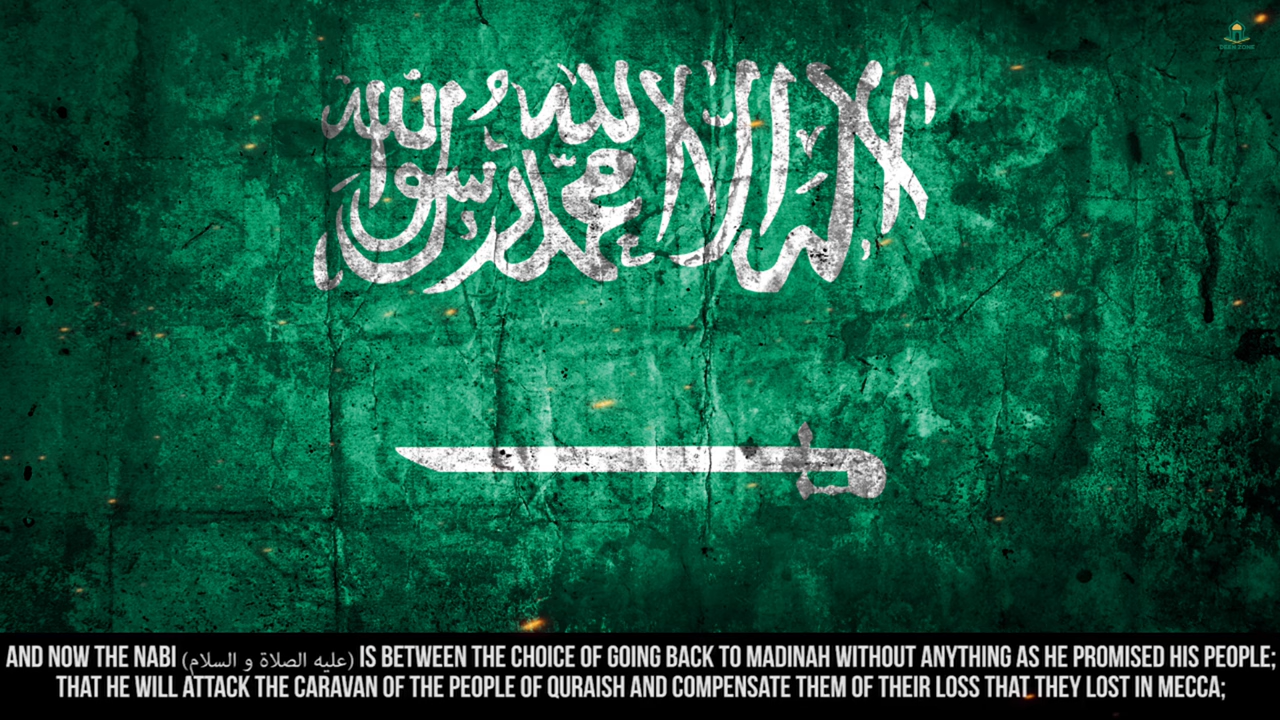 DEEN ZONE
لا إله إلا الله محمد رسول الله
AND NOW THE NABI (عليه الصلاة و السلام) IS BETWEEN THE CHOICE OF GOING BACK TO MADINAH WITHOUT ANYTHING AS HE PROMISED HIS PEOPLE;
THAT HE WILL ATTACK THE CARAVAN OF THE PEOPLE OF QURAISH AND COMPENSATE THEM OF THEIR LOSS THAT THEY LOST IN MECCA;